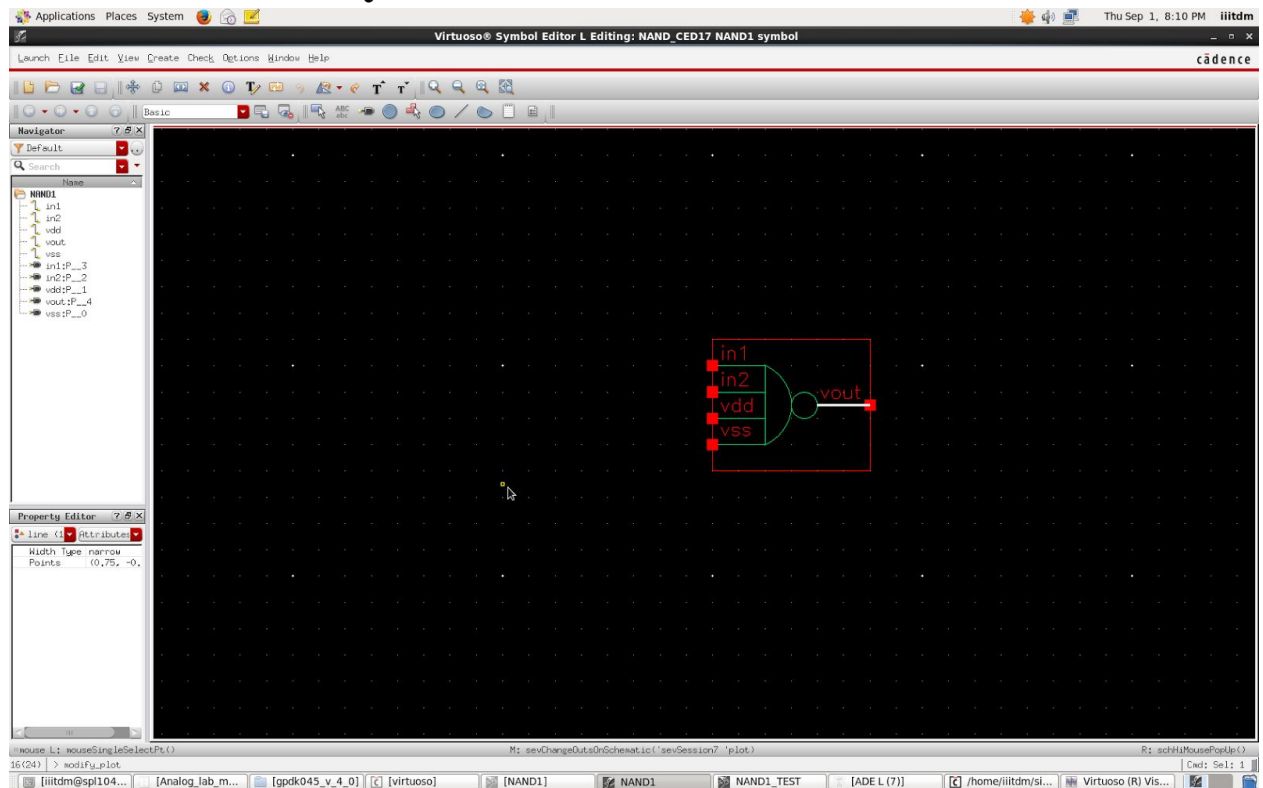 Applications Places System Thu Sep 1, 8:10 PM iiitdm
Virtuoso® Symbol Editor L Editing: NAND_CED17 NAND1 symbol
Launch File Edit View Create Check Options Window Help cādence
Basic
Navigator
Default
Search
Name
NAND1
in1
in2
vdd
vout
vss
in1:P__3
in2:P__2
vdd:P__1
vout:P__4
vss:P__0
in1
in2
vdd
vss
vout
Property Editor
line (1 Attributes
Width Type narrow
Points (0.75, -0.
mouse L: mouseSingleSelectPt() M: sevChangeOutsOnSchematic('sevSession7 'plot) R: schHiMousePopUp()
16(24) > modify_plot Cmd: Sel: 1
[iiitdm@spl104... [Analog_lab_m... [gpdk045_v_4_0] [virtuoso] [NAND1] NAND1 NAND1_TEST [ADE L (7)] /home/iiitdm/si... Virtuoso (R) Vis...